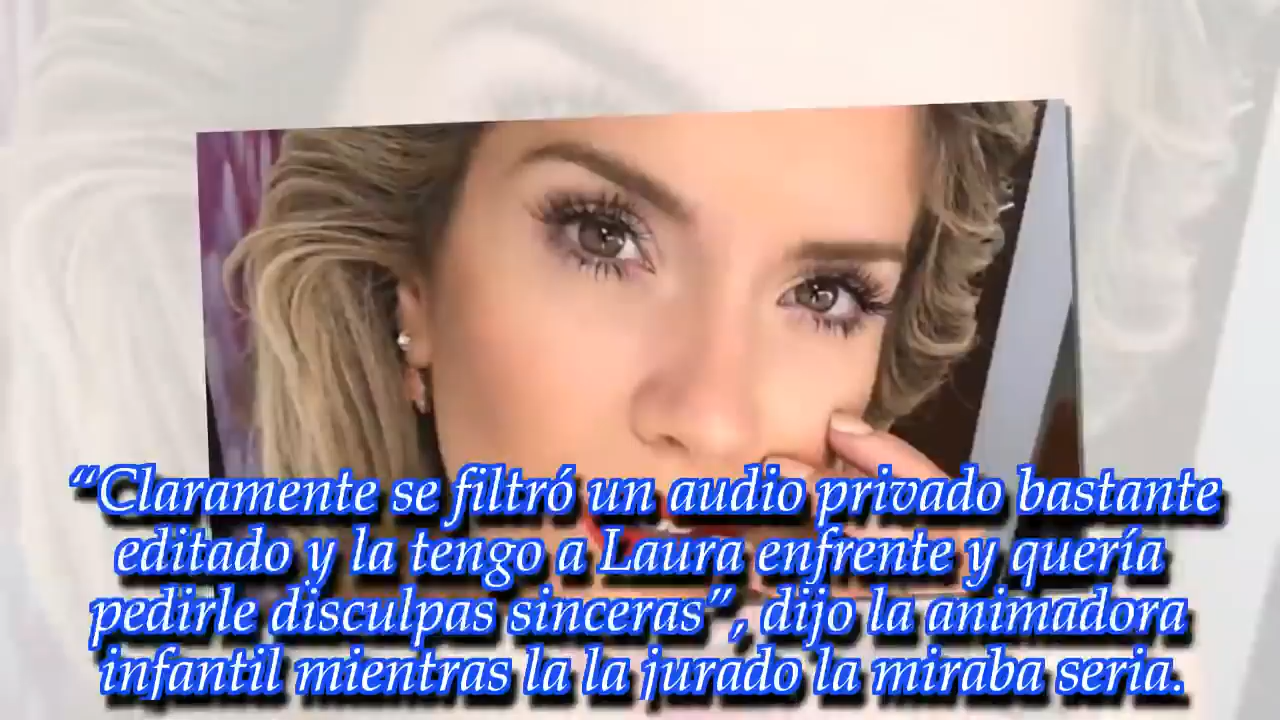 “Claramente se filtró un audio privado bastante
editado y la tengo a Laura enfrente y quería
pedirle disculpas sinceras”, dijo la animadora
infantil mientras la la jurado la miraba seria.